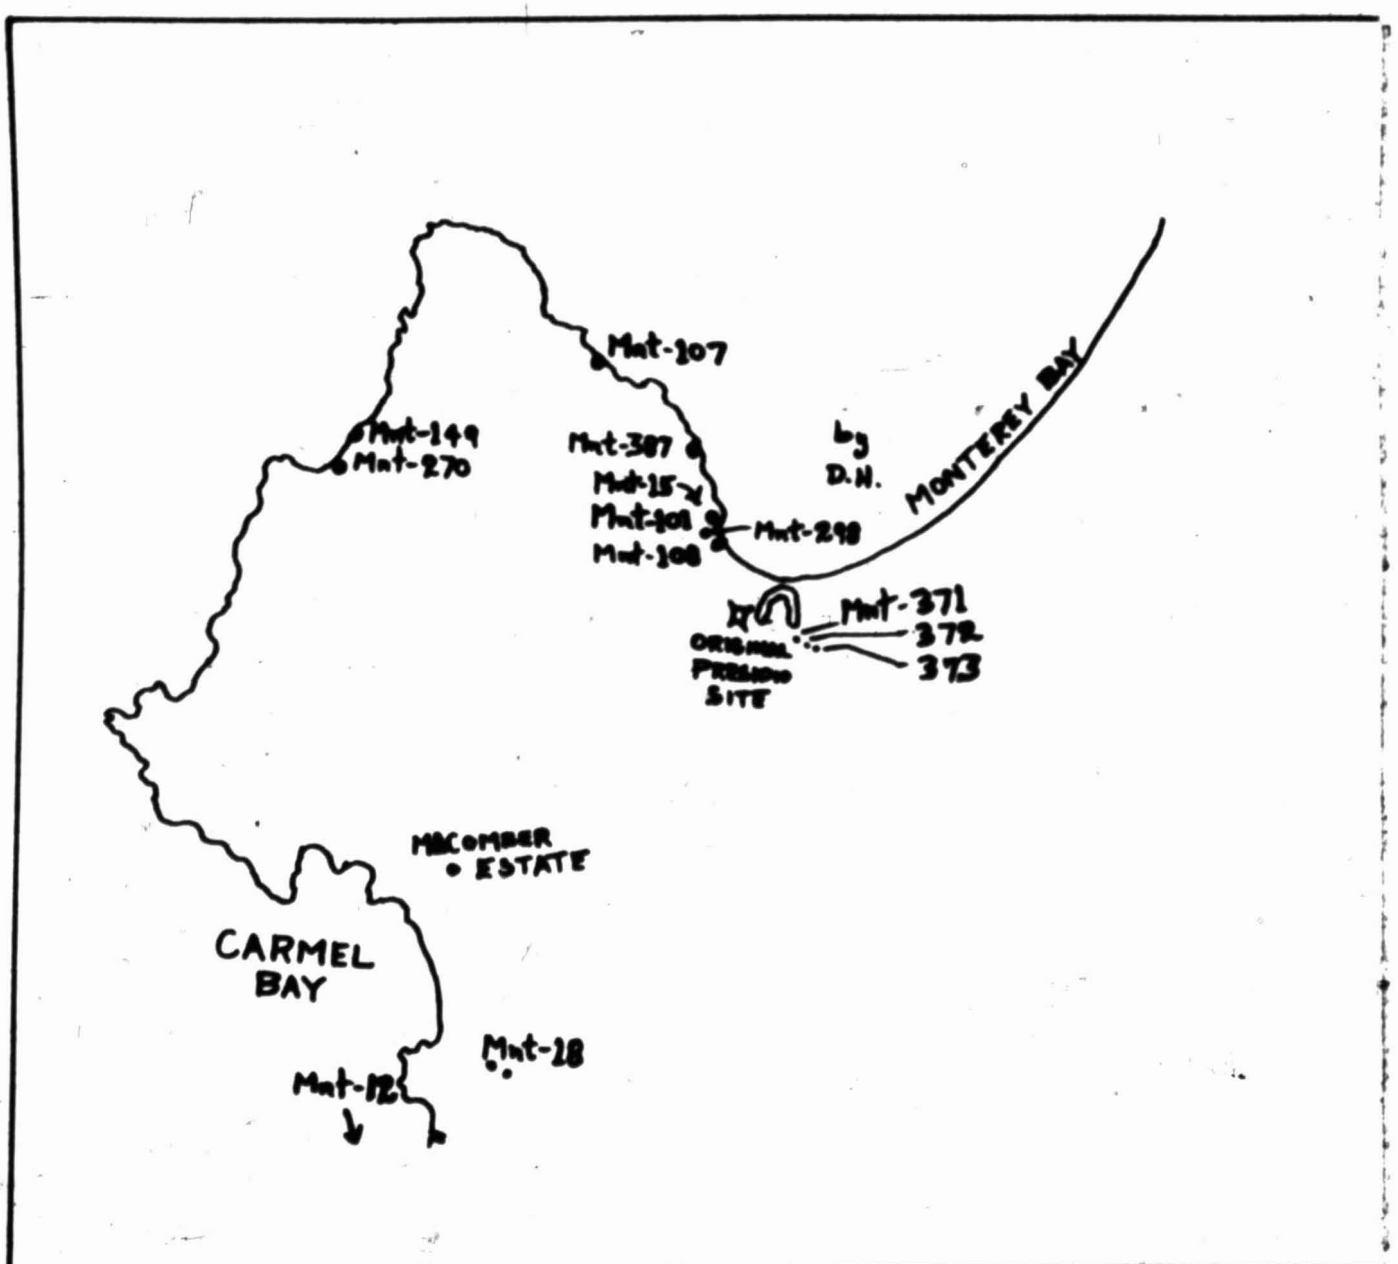 Mnt-107
Mnt-149
Mnt-270
Mnt-387
Mnt-15
Mnt-101
Mnt-108
Mnt-298
by
D.H.
MONTEREY BAY
Mnt-371
372
373
ORIGINAL
PRESIDIO
SITE
MACOMBER
ESTATE
CARMEL
BAY
Mnt-18
Mnt-12